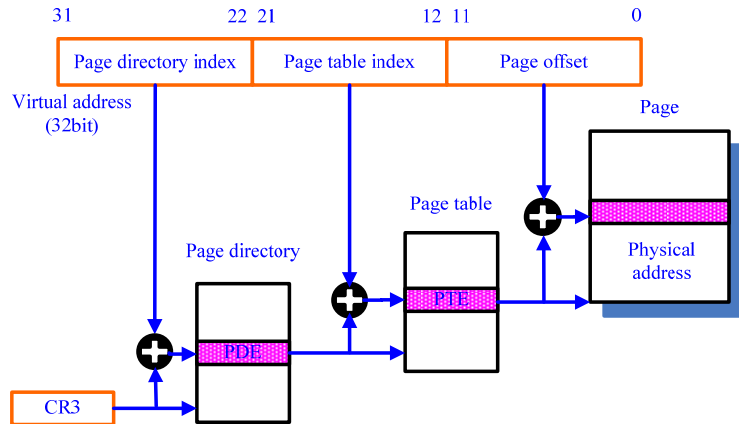 31 22 21 12 11 0
Page directory index Page table index Page offset
Virtual address
(32bit)
Page
Page table
Page directory
Physical
address
PTE
PDE
CR3